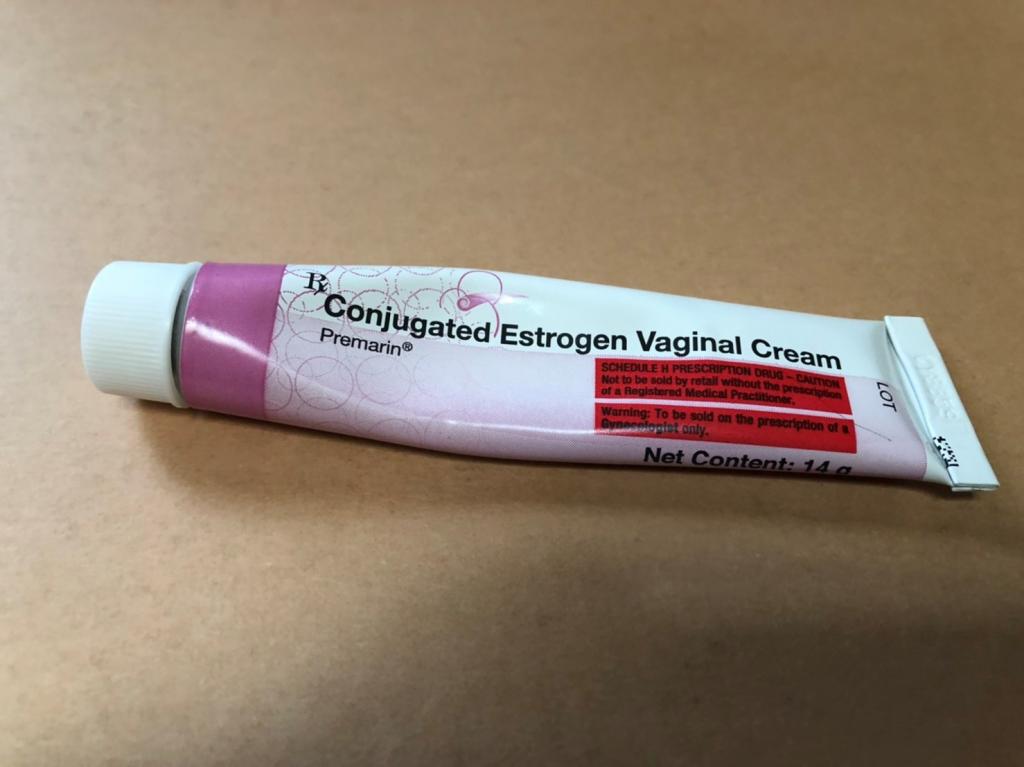 ℞
Conjugated Estrogen Vaginal Cream
Premarin®
SCHEDULE H PRESCRIPTION DRUG – CAUTION
Not to be sold by retail without the prescription
of a Registered Medical Practitioner.
Warning: To be sold on the prescription of a
Gynecologist only.
Net Content: 14 g
LOT